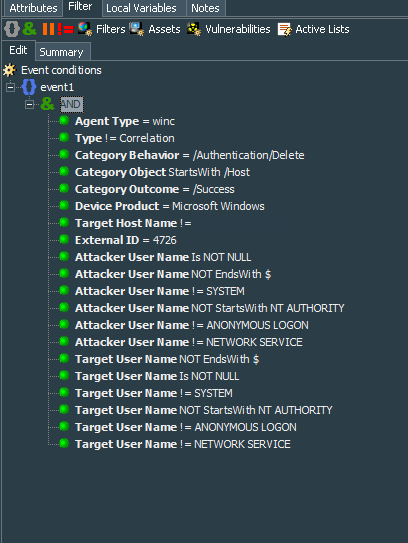 Attributes Filter Local Variables Notes
Filters Assets Vulnerabilities Active Lists
Edit Summary
Event conditions
event1
& AND
Agent Type = winc
Type != Correlation
Category Behavior = /Authentication/Delete
Category Object StartsWith /Host
Category Outcome = /Success
Device Product = Microsoft Windows
Target Host Name !=
External ID = 4726
Attacker User Name Is NOT NULL
Attacker User Name NOT EndsWith $
Attacker User Name != SYSTEM
Attacker User Name NOT StartsWith NT AUTHORITY
Attacker User Name != ANONYMOUS LOGON
Attacker User Name != NETWORK SERVICE
Target User Name NOT EndsWith $
Target User Name Is NOT NULL
Target User Name != SYSTEM
Target User Name NOT StartsWith NT AUTHORITY
Target User Name != ANONYMOUS LOGON
Target User Name != NETWORK SERVICE